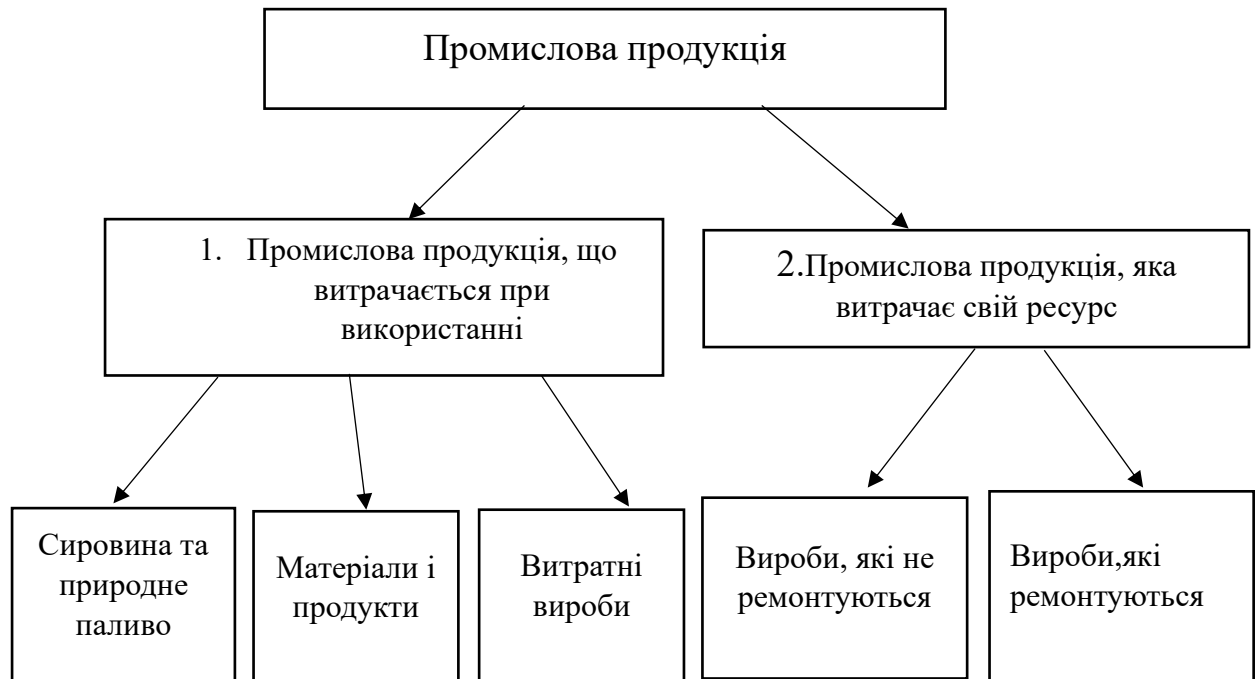 Промислова продукція
1. Промислова продукція, що
витрачається при
використанні
2.Промислова продукція, яка
витрачає свій ресурс
Сировина та
природне
паливо
Матеріали і
продукти
Витратні
вироби
Вироби, які не
ремонтуються
Вироби,які
ремонтуються